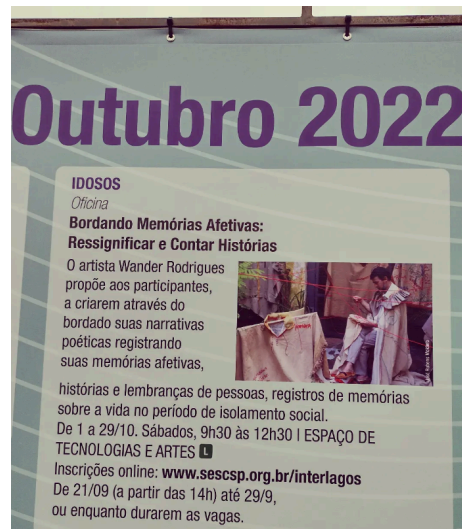 Outubro 2022
IDOSOS
Oficina
Bordando Memórias Afetivas:
Ressignificar e Contar Histórias
O artista Wander Rodrigues
propõe aos participantes,
a criarem através do
bordado suas narrativas
poéticas registrando
suas memórias afetivas,
histórias e lembranças de pessoas, registros de memórias
sobre a vida no período de isolamento social.
De 1 a 29/10. Sábados, 9h30 às 12h30 | ESPAÇO DE
TECNOLOGIAS E ARTES L
Inscrições online: www.sescsp.org.br/interlagos
De 21/09 (a partir das 14h) até 29/9,
ou enquanto durarem as vagas.